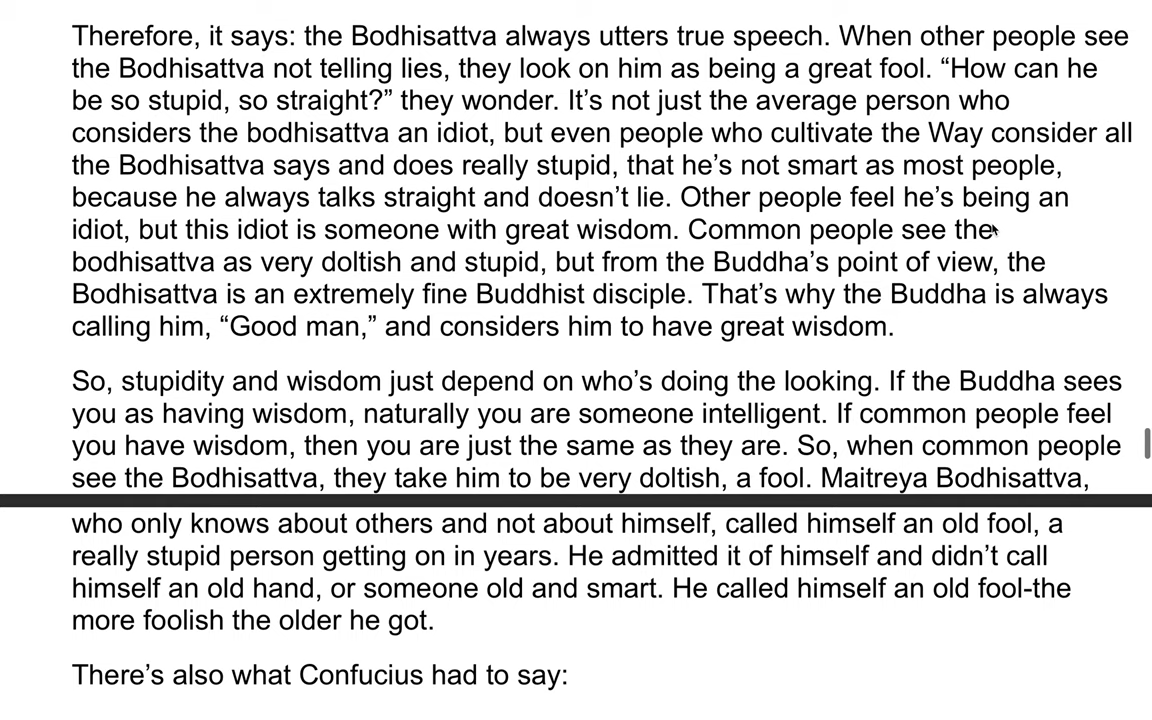 Therefore, it says: the Bodhisattva always utters true speech. When other people see
the Bodhisattva not telling lies, they look on him as being a great fool. “How can he
be so stupid, so straight?” they wonder. It’s not just the average person who
considers the bodhisattva an idiot, but even people who cultivate the Way consider all
the Bodhisattva says and does really stupid, that he’s not smart as most people,
because he always talks straight and doesn’t lie. Other people feel he’s being an
idiot, but this idiot is someone with great wisdom. Common people see the
bodhisattva as very doltish and stupid, but from the Buddha’s point of view, the
Bodhisattva is an extremely fine Buddhist disciple. That’s why the Buddha is always
calling him, “Good man,” and considers him to have great wisdom.
So, stupidity and wisdom just depend on who’s doing the looking. If the Buddha sees
you as having wisdom, naturally you are someone intelligent. If common people feel
you have wisdom, then you are just the same as they are. So, when common people
see the Bodhisattva, they take him to be very doltish, a fool. Maitreya Bodhisattva,
who only knows about others and not about himself, called himself an old fool, a
really stupid person getting on in years. He admitted it of himself and didn’t call
himself an old hand, or someone old and smart. He called himself an old fool-the
more foolish the older he got.
There’s also what Confucius had to say: